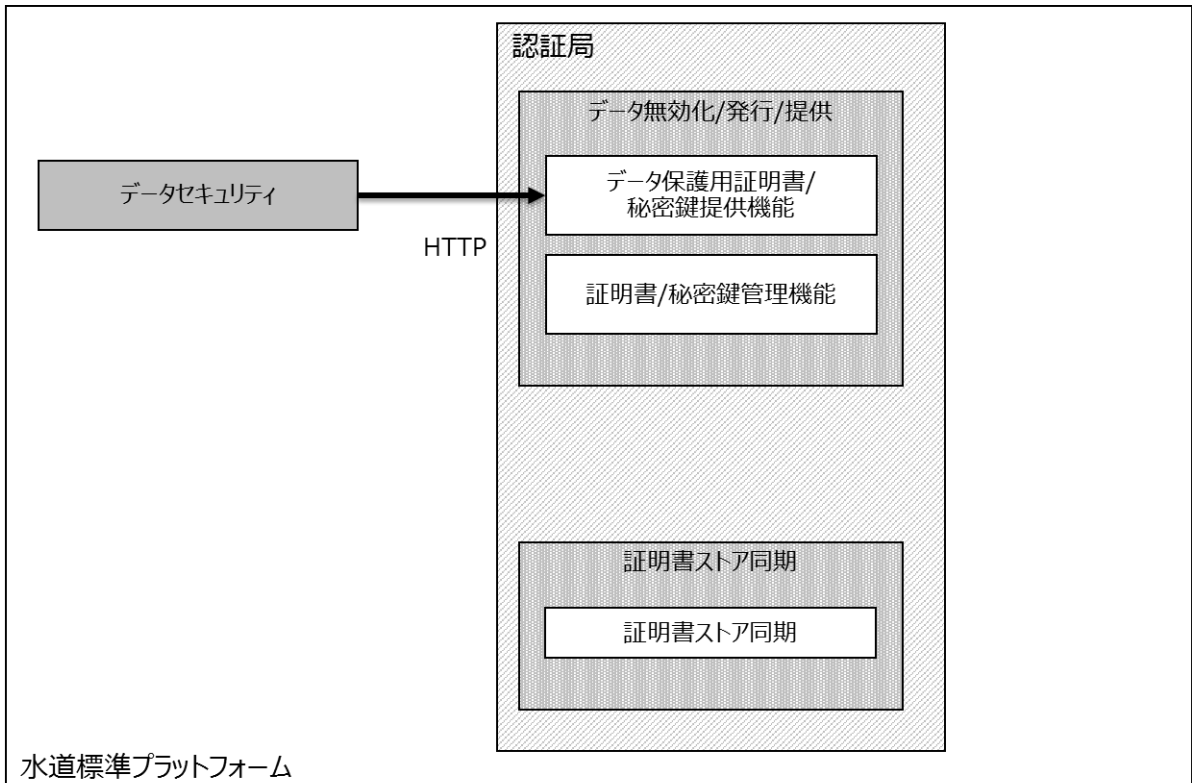 認証局
データ無効化/発行/提供
データセキュリティ
データ保護用証明書/
秘密鍵提供機能
HTTP
証明書/秘密鍵管理機能
証明書ストア同期
証明書ストア同期
水道標準プラットフォーム